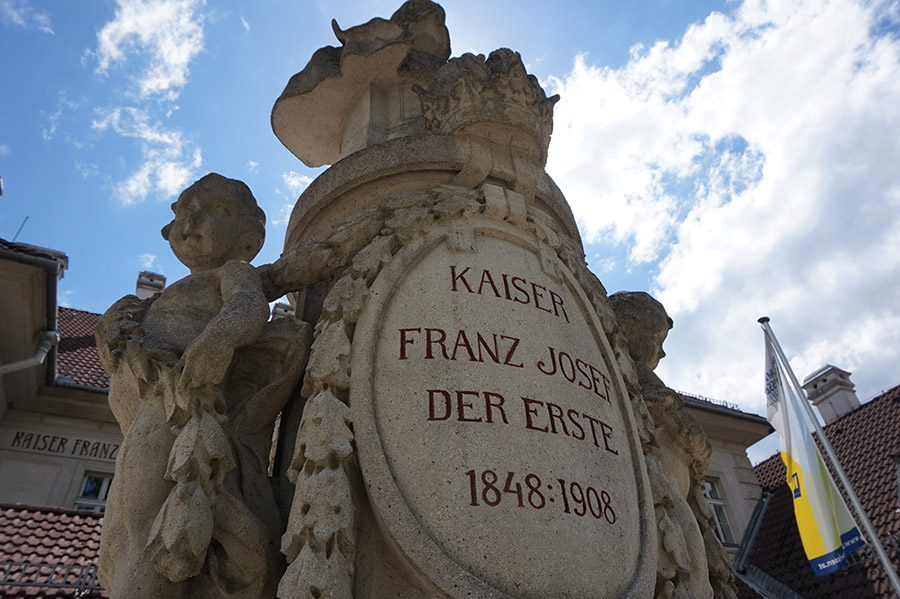 KAISER
FRANZ JOSEF
DER ERSTE
1848:1908
KAISER FRANZ